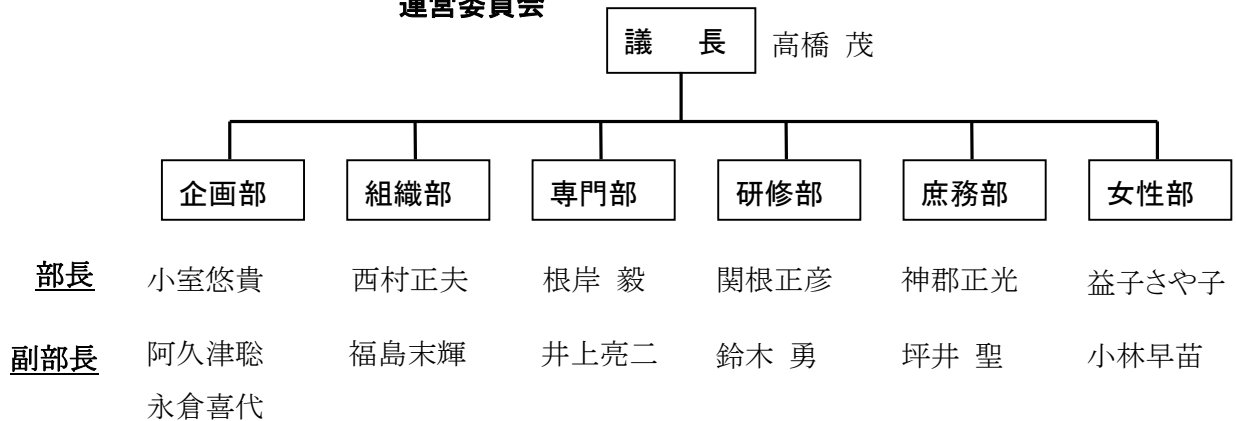 運営委員会
議 長 高橋 茂
企画部 組織部 専門部 研修部 庶務部 女性部
部長 小室悠貴 西村正夫 根岸 毅 関根正彦 神郡正光 益子さや子
副部長 阿久津聡 福島末輝 井上亮二 鈴木 勇 坪井 聖 小林早苗
永倉喜代